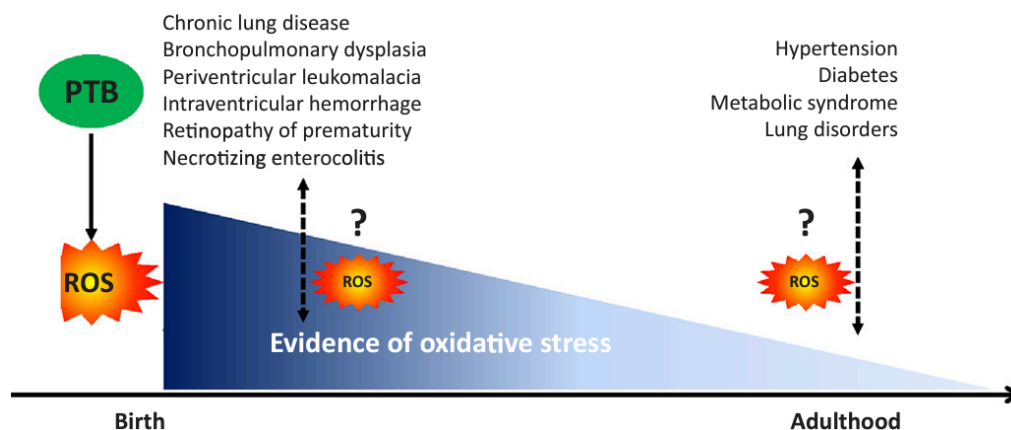 PTB
ROS
Chronic lung disease
Bronchopulmonary dysplasia
Periventricular leukomalacia
Intraventricular hemorrhage
Retinopathy of prematurity
Necrotizing enterocolitis
?
ROS
Hypertension
Diabetes
Metabolic syndrome
Lung disorders
?
ROS
Evidence of oxidative stress
Birth
Adulthood